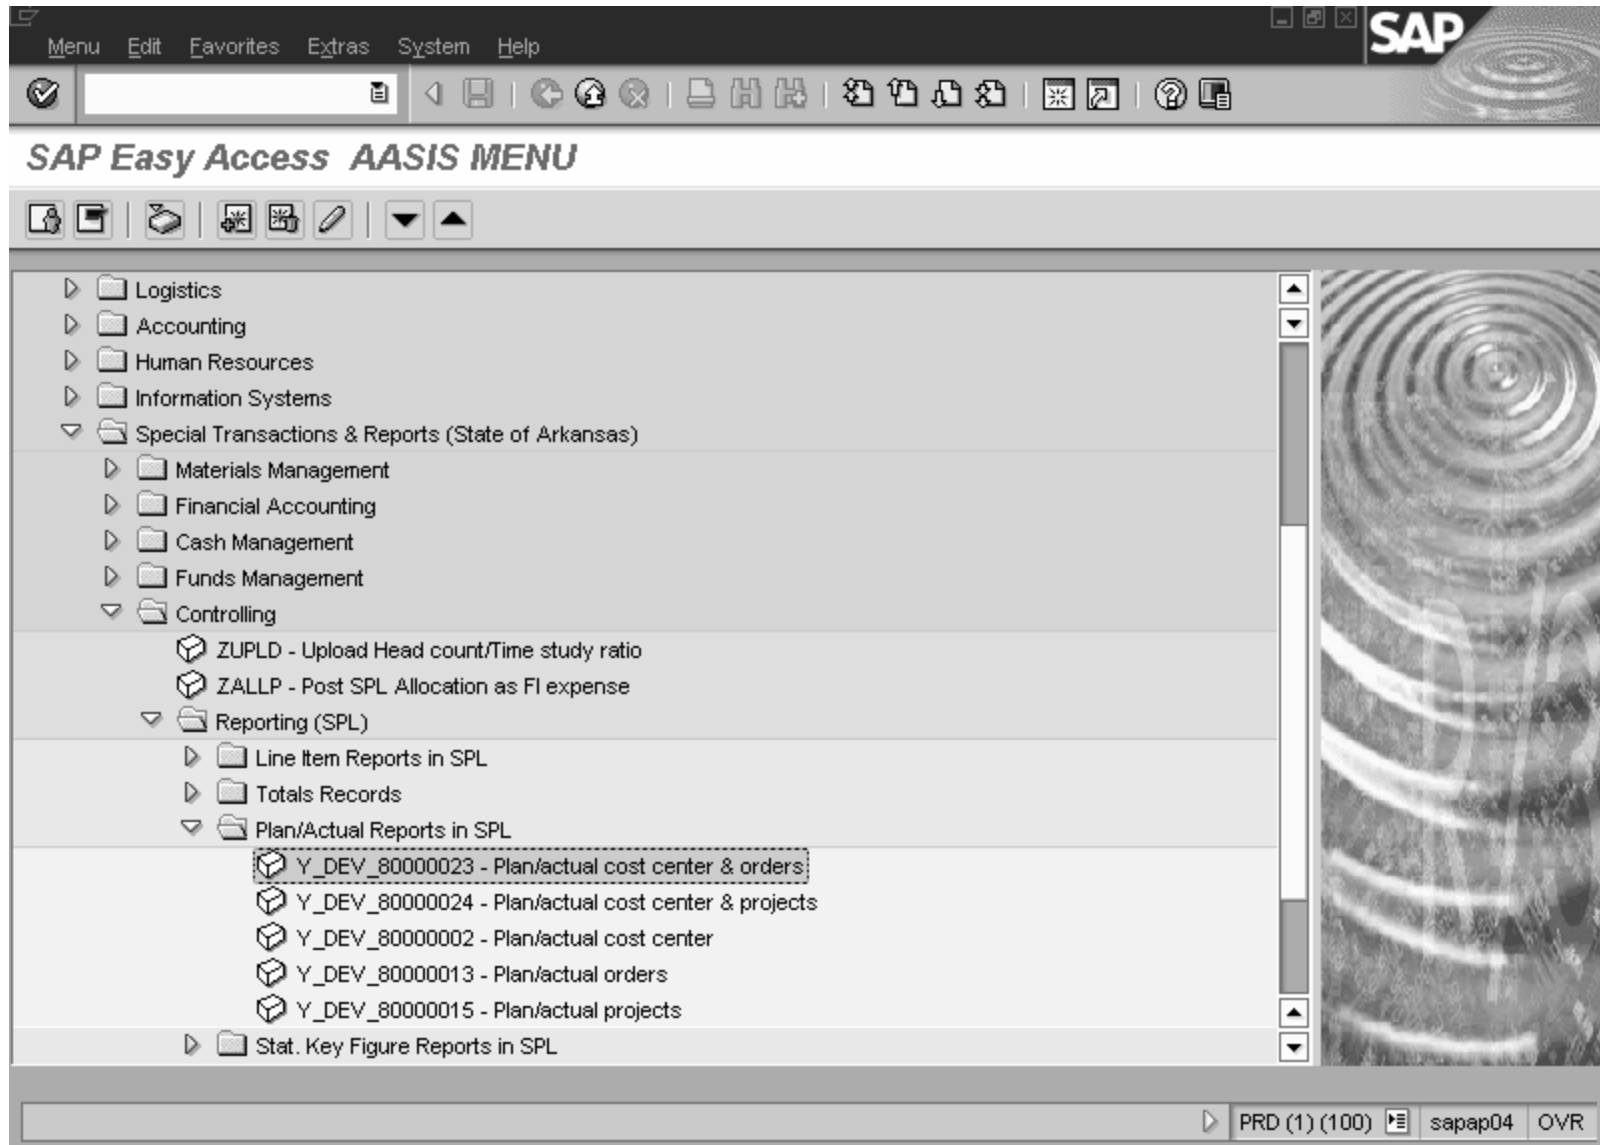 SAP
Menu Edit Favorites Extras System Help
SAP Easy Access AASIS MENU
Logistics
Accounting
Human Resources
Information Systems
Special Transactions & Reports (State of Arkansas)
Materials Management
Financial Accounting
Cash Management
Funds Management
Controlling
ZUPLD - Upload Head count/Time study ratio
ZALLP - Post SPL Allocation as FI expense
Reporting (SPL)
Line Item Reports in SPL
Totals Records
Plan/Actual Reports in SPL
Y_DEV_80000023 - Plan/actual cost center & orders
Y_DEV_80000024 - Plan/actual cost center & projects
Y_DEV_80000002 - Plan/actual cost center
Y_DEV_80000013 - Plan/actual orders
Y_DEV_80000015 - Plan/actual projects
Stat. Key Figure Reports in SPL
PRD (1) (100) sapap04 OVR